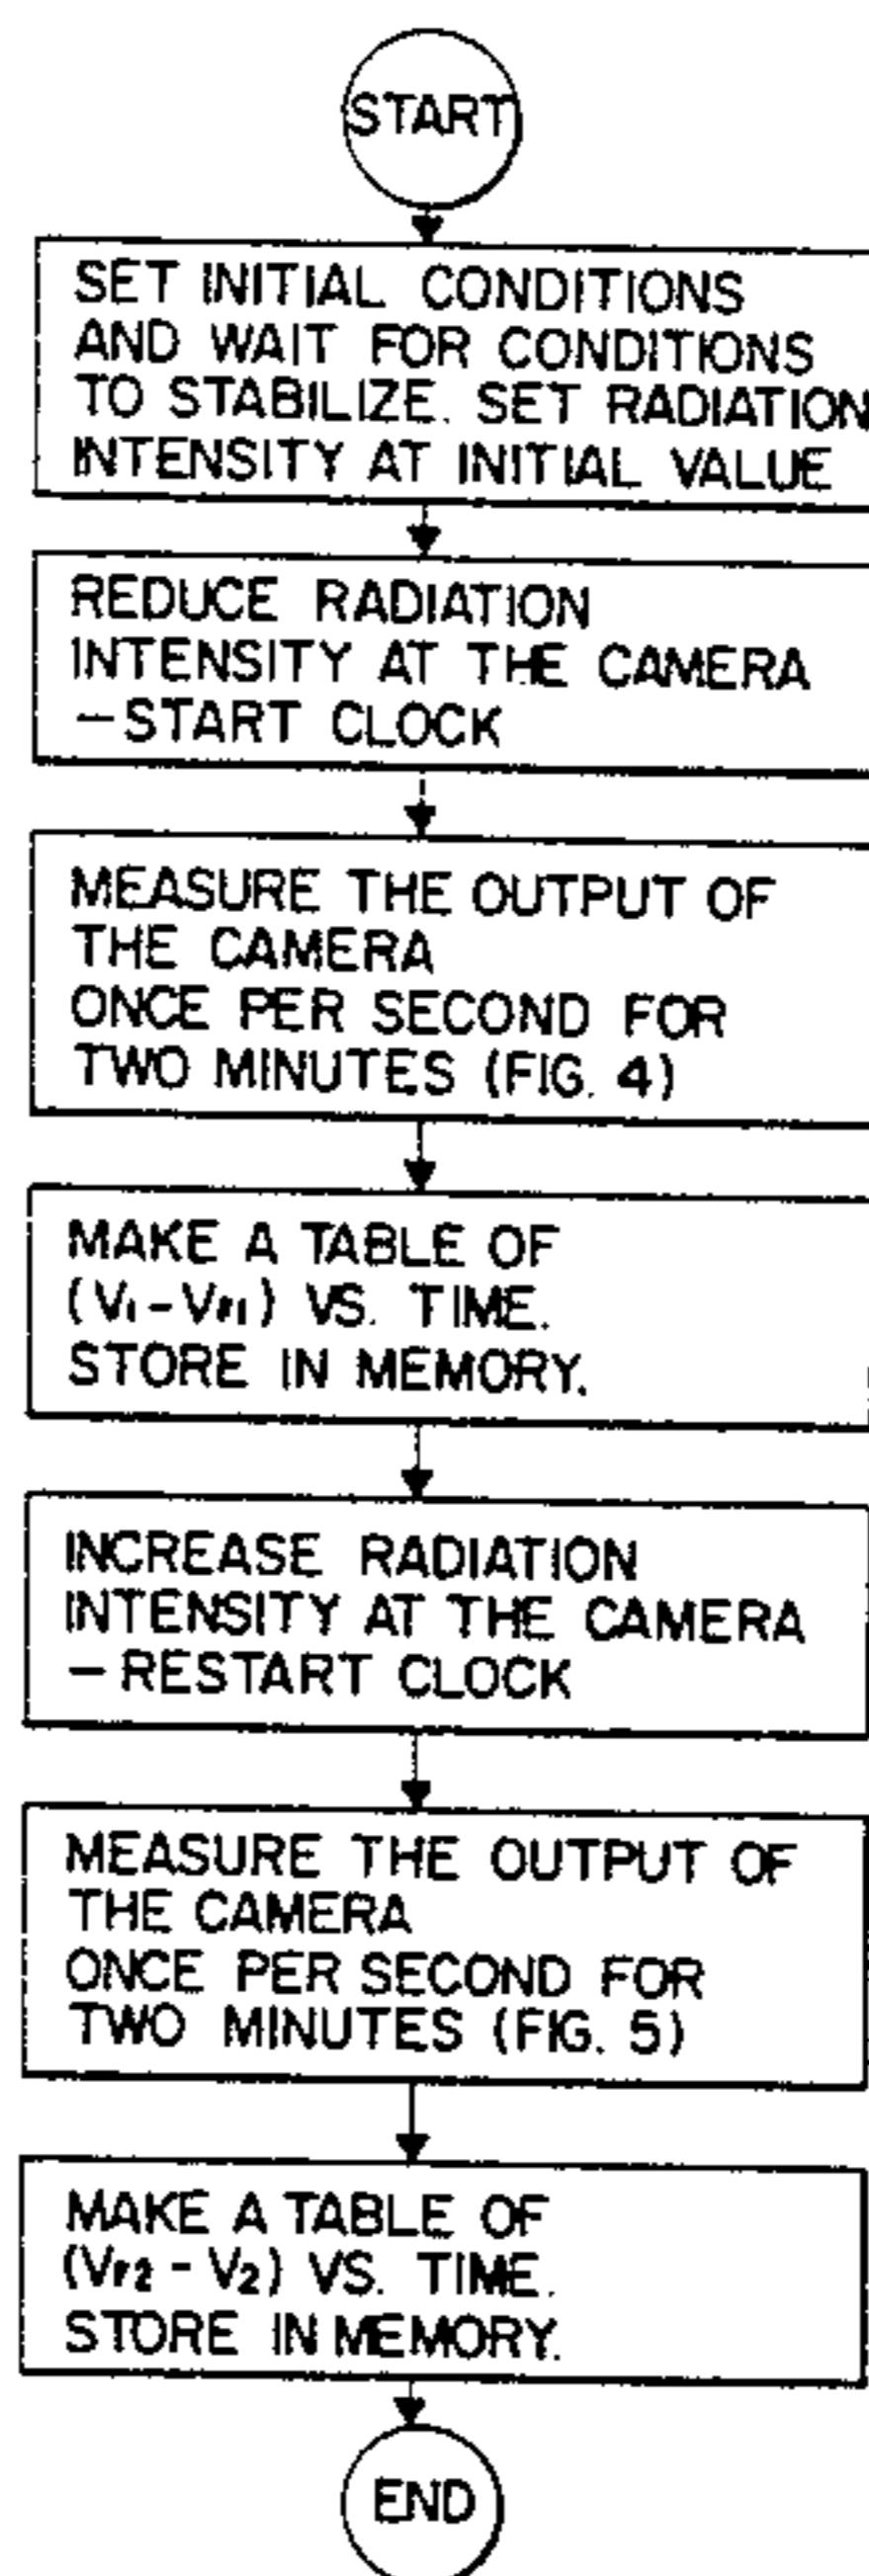 START
SET INITIAL CONDITIONS
AND WAIT FOR CONDITIONS
TO STABILIZE. SET RADIATION
INTENSITY AT INITIAL VALUE
REDUCE RADIATION
INTENSITY AT THE CAMERA
—START CLOCK
MEASURE THE OUTPUT OF
THE CAMERA
ONCE PER SECOND FOR
TWO MINUTES (FIG. 4)
MAKE A TABLE OF
(V1 - VF1) VS. TIME.
STORE IN MEMORY.
INCREASE RADIATION
INTENSITY AT THE CAMERA
— RESTART CLOCK
MEASURE THE OUTPUT OF
THE CAMERA
ONCE PER SECOND FOR
TWO MINUTES (FIG. 5)
MAKE A TABLE OF
(VF2 - V2) VS. TIME.
STORE IN MEMORY.
END